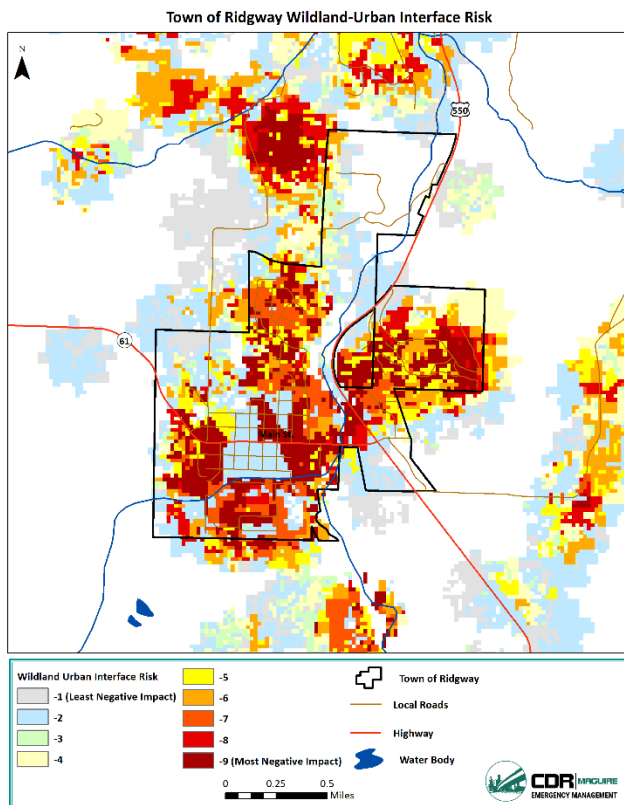 Town of Ridgway Wildland-Urban Interface Risk
N
550
61
Main St.
Wildland Urban Interface Risk
-1 (Least Negative Impact)
-2
-3
-4
-5
-6
-7
-8
-9 (Most Negative Impact)
Town of Ridgway
Local Roads
Highway
Water Body
0 0.25 0.5
Miles
CDR MAGUIRE
EMERGENCY MANAGEMENT